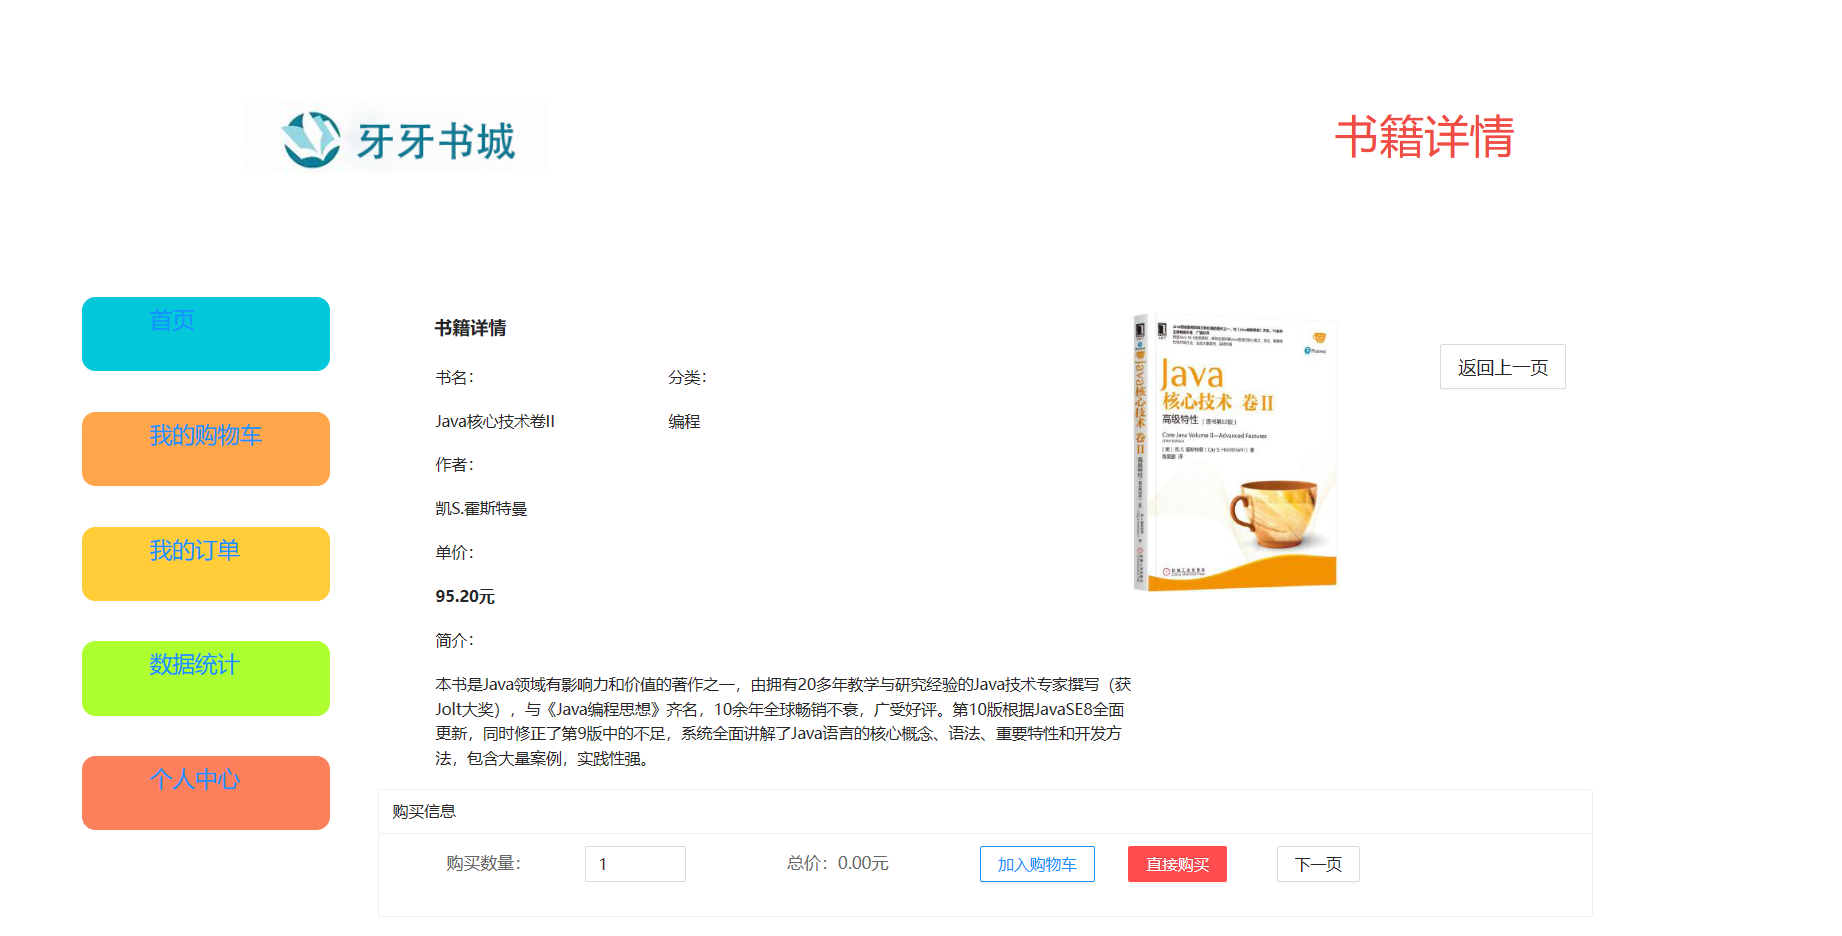 牙牙书城
书籍详情
首页
我的购物车
我的订单
数据统计
个人中心
书籍详情
书名：
分类：
Java核心技术卷II
编程
作者：
凯S.霍斯特曼
单价：
95.20元
简介：
本书是Java领域有影响力和价值的著作之一，由拥有20多年教学与研究经验的Java技术专家撰写（获
Jolt大奖），与《Java编程思想》齐名，10余年全球畅销不衰，广受好评。第10版根据JavaSE8全面
更新，同时修正了第9版中的不足，系统全面讲解了Java语言的核心概念、语法、重要特性和开发方
法，包含大量案例，实践性强。
Java
核心技术 卷 II
高级特性（原书第10版）
Core Java Volume II—Advanced Features
返回上一页
购买信息
购买数量：
1
总价：0.00元
加入购物车
直接购买
下一页